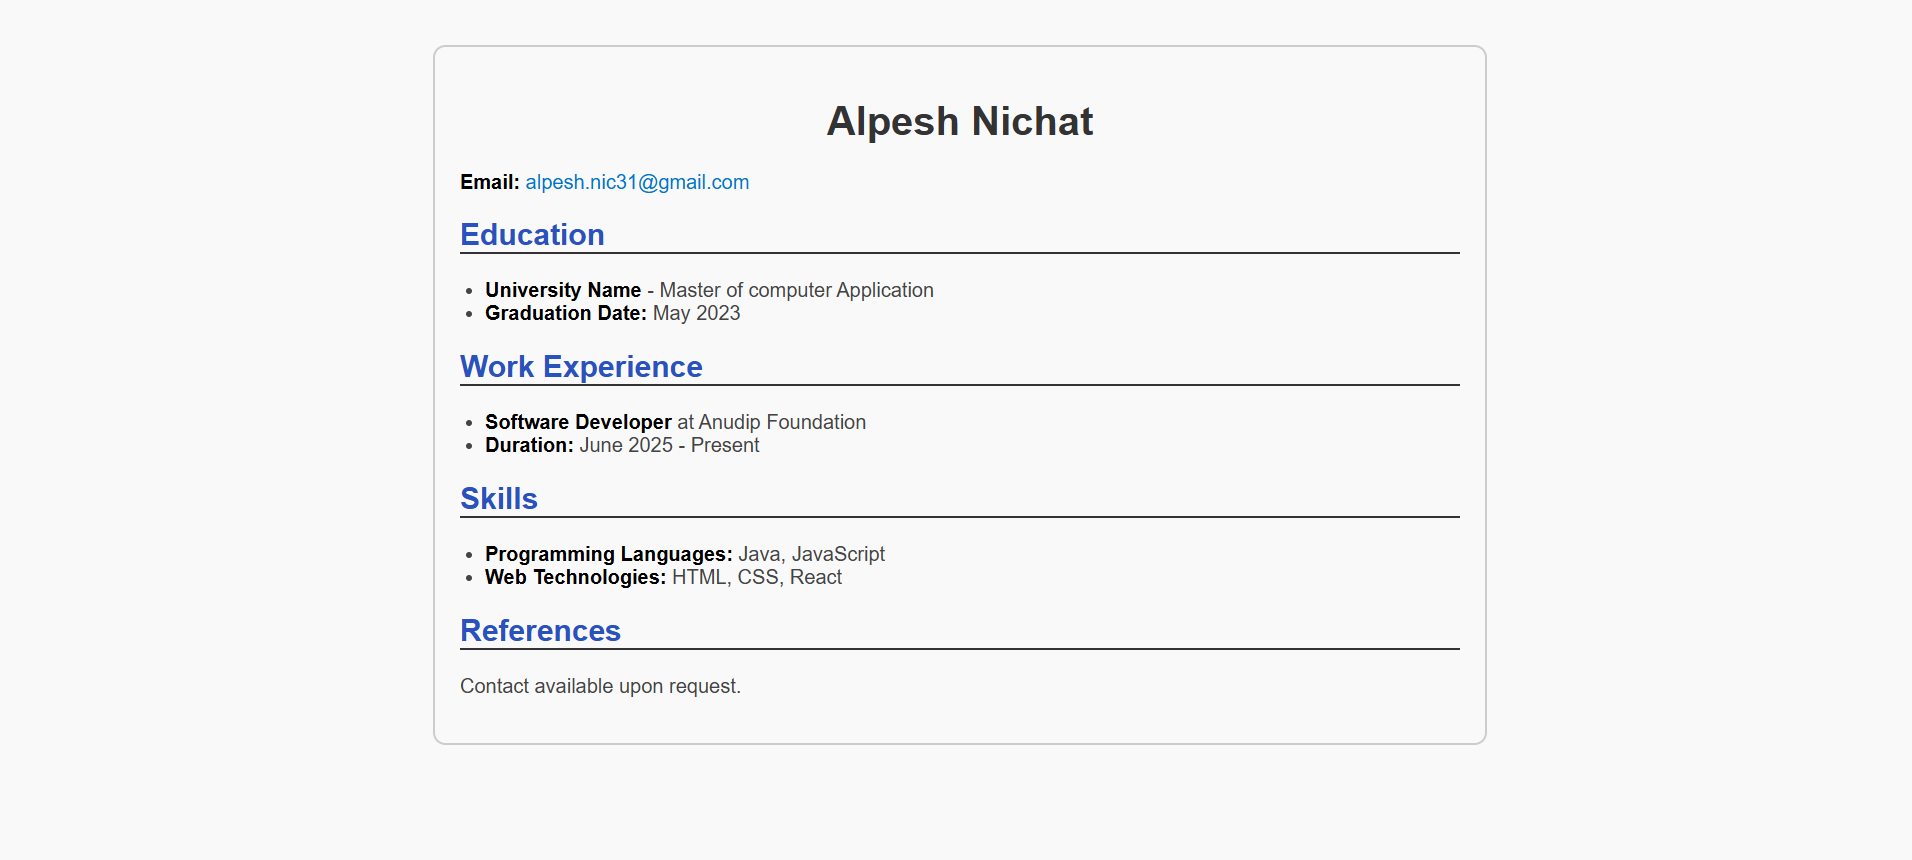 Alpesh Nichat
Email: alpesh.nic31@gmail.com
Education
University Name - Master of computer Application
Graduation Date: May 2023
Work Experience
Software Developer at Anudip Foundation
Duration: June 2025 - Present
Skills
Programming Languages: Java, JavaScript
Web Technologies: HTML, CSS, React
References
Contact available upon request.